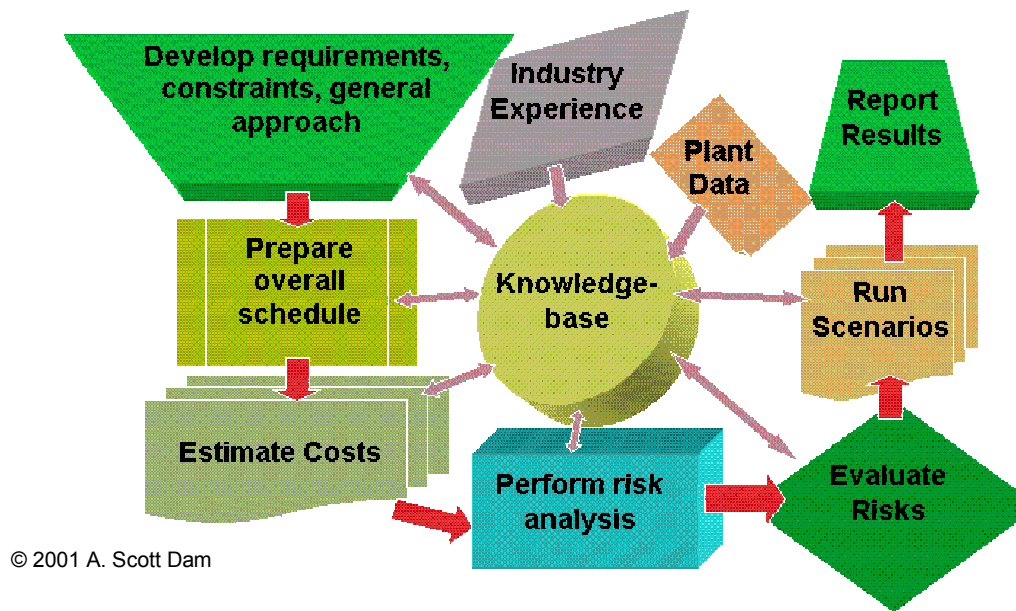 Develop requirements,
constraints, general
approach
Industry
Experience
Plant
Data
Report
Results
Prepare
overall
schedule
Knowledge-
base
Run
Scenarios
Estimate Costs
Perform risk
analysis
Evaluate
Risks
© 2001 A. Scott Dam